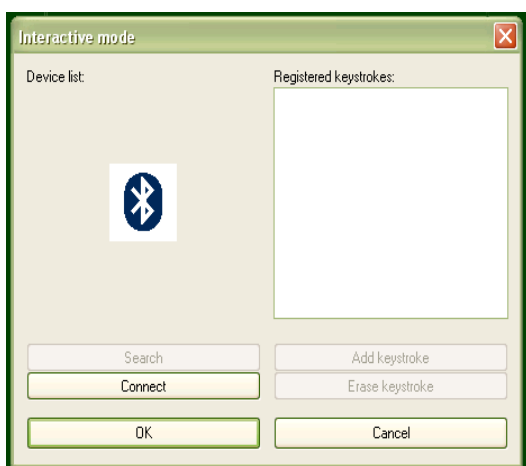 Interactive mode
Device list:
Registered keystrokes:
Search
Add keystroke
Connect
Erase keystroke
OK
Cancel